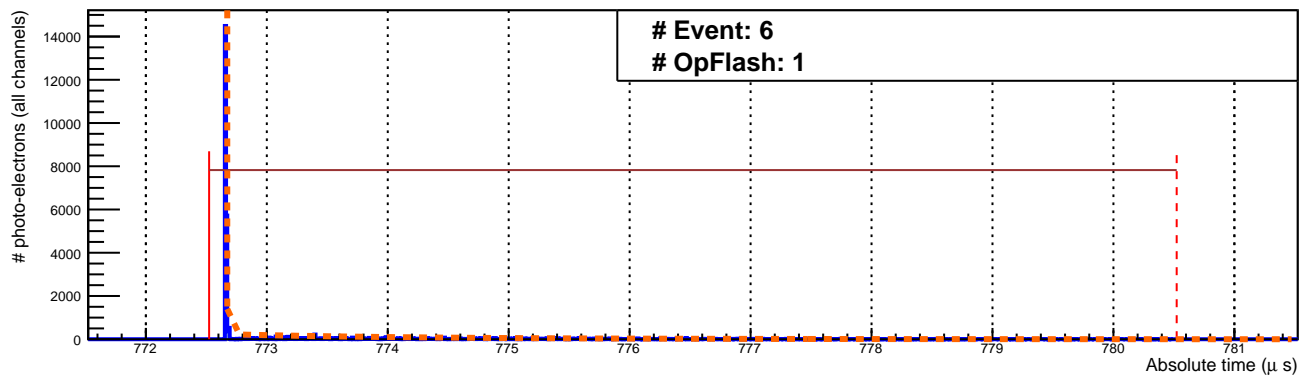 # Event: 6
# OpFlash: 1
# photo-electrons (all channels)
14000
12000
10000
8000
6000
4000
2000
0
772 773 774 775 776 777 778 779 780 781
Absolute time (μ s)